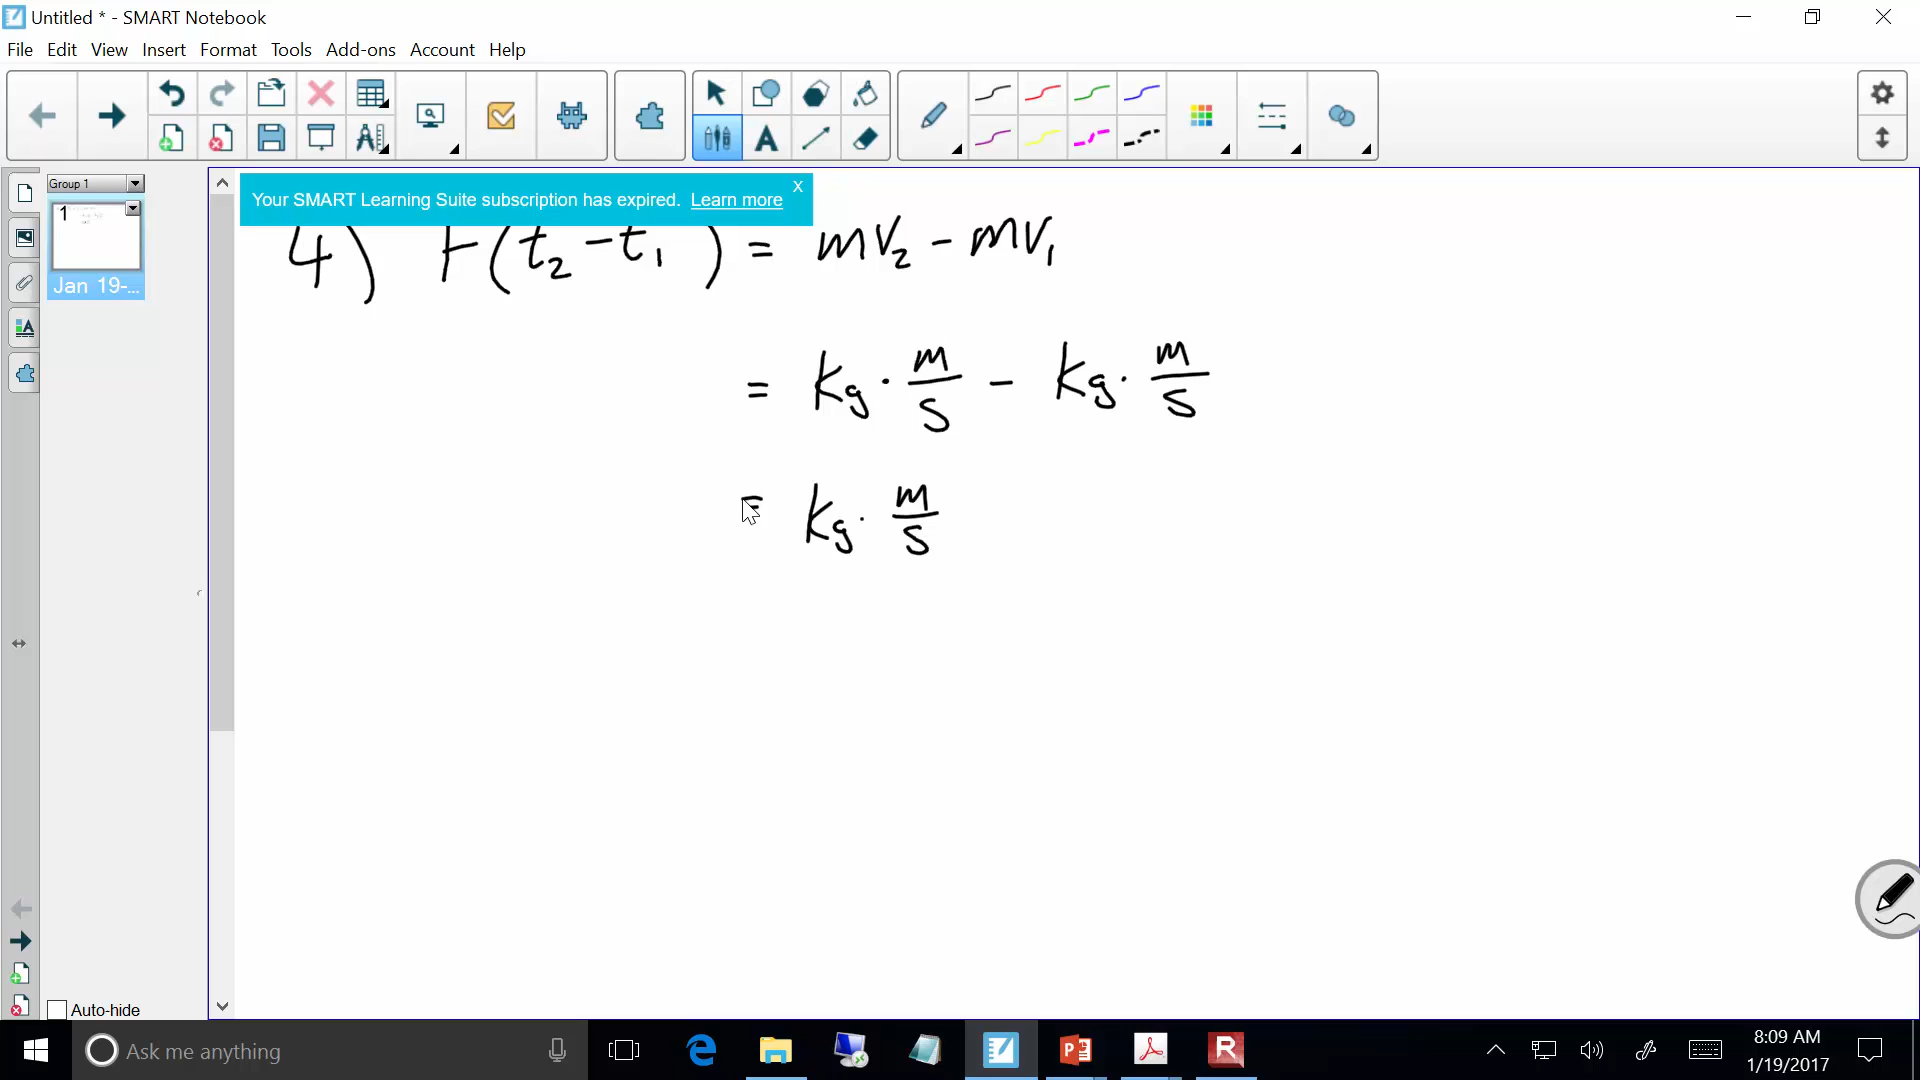 Untitled * - SMART Notebook
File Edit View Insert Format Tools Add-ons Account Help
Group 1
1
Jan 19-...
Your SMART Learning Suite subscription has expired. Learn more X
4) F(t₂ - t₁) = mV₂ - mV₁
= kg · m/s - kg · m/s
= kg · m/s
Auto-hide
Ask me anything
8:09 AM
1/19/2017